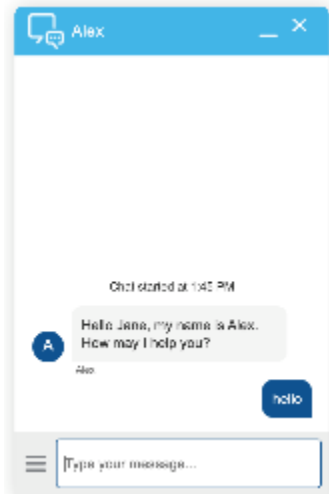 Alex
Chat started at 1:45 PM
Hello Jane, my name is Alex.
How may I help you?
A
Alex
hello
Type your message...